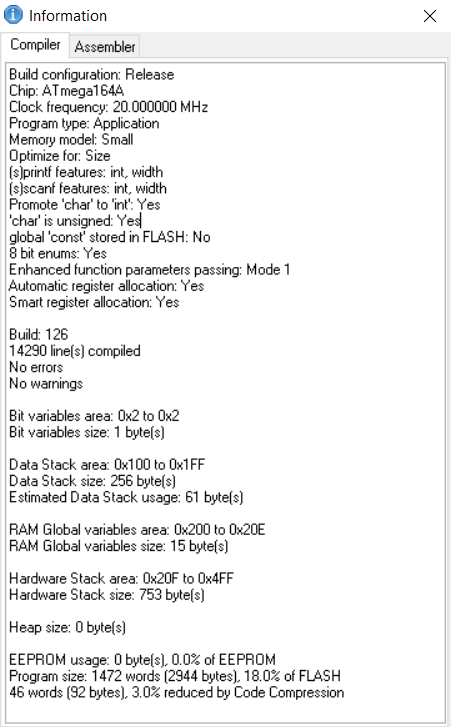 Information
Compiler
Assembler
Build configuration: Release
Chip: ATmega164A
Clock frequency: 20.000000 MHz
Program type: Application
Memory model: Small
Optimize for: Size
(s)printf features: int, width
(s)scanf features: int, width
Promote 'char' to 'int': Yes
'char' is unsigned: Yes
global 'const' stored in FLASH: No
8 bit enums: Yes
Enhanced function parameters passing: Mode 1
Automatic register allocation: Yes
Smart register allocation: Yes
Build: 126
14290 line(s) compiled
No errors
No warnings
Bit variables area: 0x2 to 0x2
Bit variables size: 1 byte(s)
Data Stack area: 0x100 to 0x1FF
Data Stack size: 256 byte(s)
Estimated Data Stack usage: 61 byte(s)
RAM Global variables area: 0x200 to 0x20E
RAM Global variables size: 15 byte(s)
Hardware Stack area: 0x20F to 0x4FF
Hardware Stack size: 753 byte(s)
Heap size: 0 byte(s)
EEPROM usage: 0 byte(s), 0.0% of EEPROM
Program size: 1472 words (2944 bytes), 18.0% of FLASH
46 words (92 bytes), 3.0% reduced by Code Compression